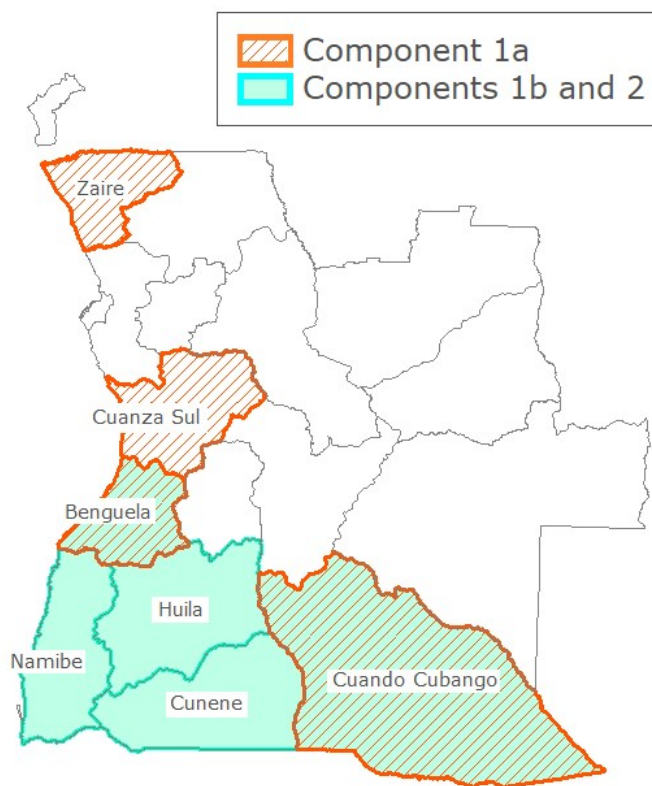 Component 1a
Components 1b and 2
Zaire
Cuanza Sul
Benguela
Huila
Namibe
Cunene
Cuando Cubango